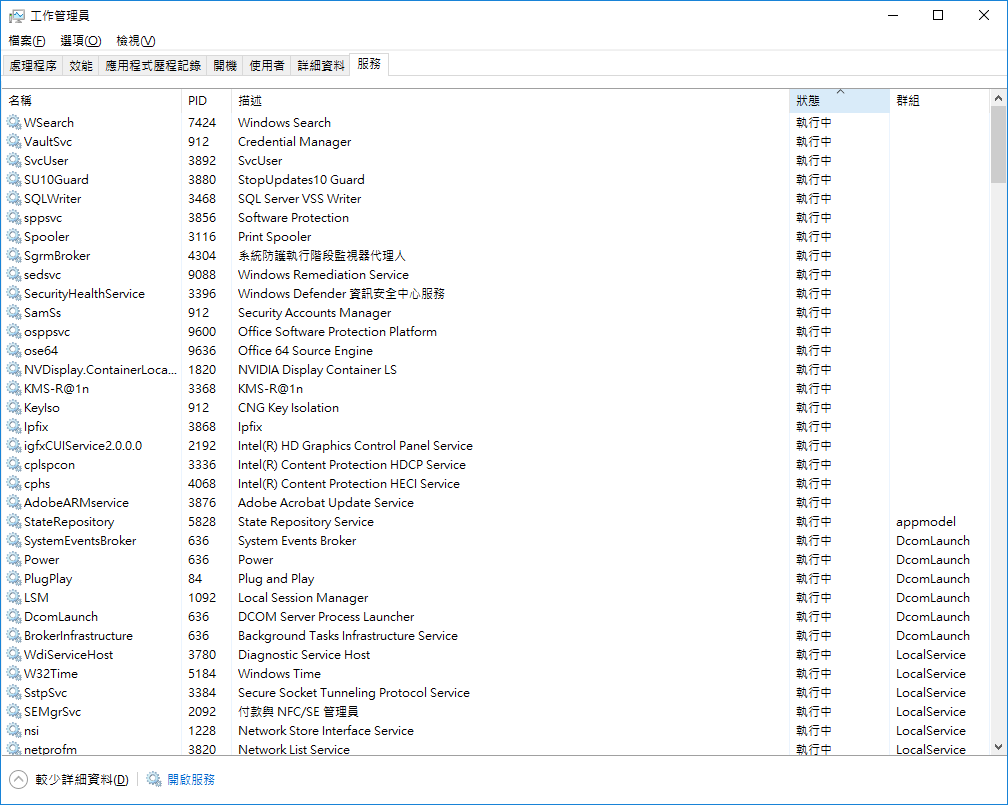 工作管理員
檔案(F) 選項(O) 檢視(V)
處理程序 效能 應用程式歷程記錄 開機 使用者 詳細資料 服務
名稱 PID 描述 狀態 群組
WSearch 7424 Windows Search 執行中
VaultSvc 912 Credential Manager 執行中
SvcUser 3892 SvcUser 執行中
SU10Guard 3880 StopUpdates10 Guard 執行中
SQLWriter 3468 SQL Server VSS Writer 執行中
sppsvc 3856 Software Protection 執行中
Spooler 3116 Print Spooler 執行中
SgrmBroker 4304 系統防護執行階段監視器代理人 執行中
sedsvc 9088 Windows Remediation Service 執行中
SecurityHealthService 3396 Windows Defender 資訊安全中心服務 執行中
SamSs 912 Security Accounts Manager 執行中
osppsvc 9600 Office Software Protection Platform 執行中
ose64 9636 Office 64 Source Engine 執行中
NVDisplay.ContainerLoca... 1820 NVIDIA Display Container LS 執行中
KMS-R@1n 3368 KMS-R@1n 執行中
KeyIso 912 CNG Key Isolation 執行中
Ipfix 3868 Ipfix 執行中
igfxCUIService2.0.0.0 2192 Intel(R) HD Graphics Control Panel Service 執行中
cplspcon 3336 Intel(R) Content Protection HDCP Service 執行中
cphs 4068 Intel(R) Content Protection HECI Service 執行中
AdobeARMservice 3876 Adobe Acrobat Update Service 執行中
StateRepository 5828 State Repository Service 執行中 appmodel
SystemEventsBroker 636 System Events Broker 執行中 DcomLaunch
Power 636 Power 執行中 DcomLaunch
PlugPlay 84 Plug and Play 執行中 DcomLaunch
LSM 1092 Local Session Manager 執行中 DcomLaunch
DcomLaunch 636 DCOM Server Process Launcher 執行中 DcomLaunch
BrokerInfrastructure 636 Background Tasks Infrastructure Service 執行中 DcomLaunch
WdiServiceHost 3780 Diagnostic Service Host 執行中 LocalService
W32Time 5184 Windows Time 執行中 LocalService
SstpSvc 3384 Secure Socket Tunneling Protocol Service 執行中 LocalService
SEMgrSvc 2092 付款與 NFC/SE 管理員 執行中 LocalService
nsi 1228 Network Store Interface Service 執行中 LocalService
netprofm 3820 Network List Service 執行中 LocalService
較少詳細資料(D) 開啟服務